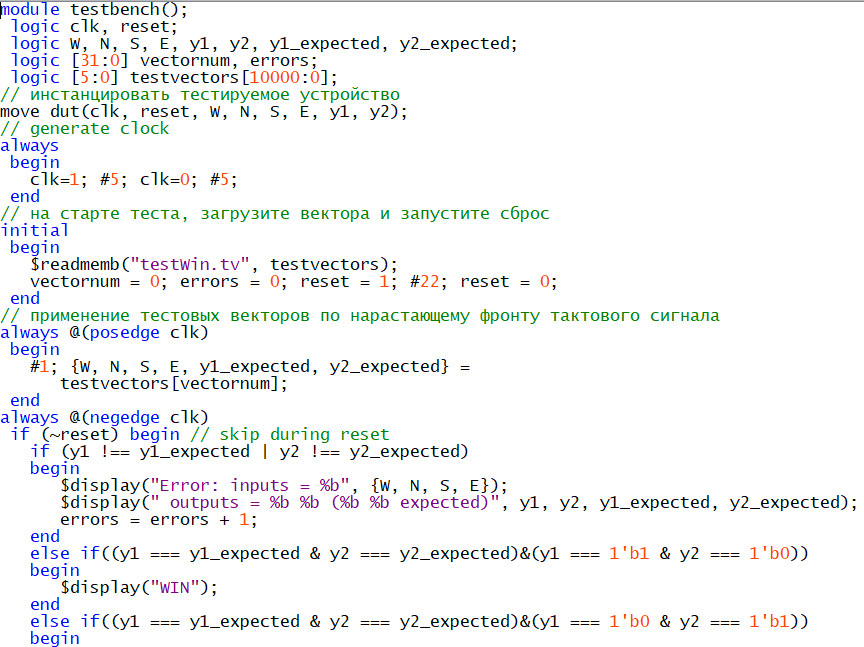 module testbench();
logic clk, reset;
logic W, N, S, E, y1, y2, y1_expected, y2_expected;
logic [31:0] vectornum, errors;
logic [5:0] testvectors[10000:0];
// инстанцировать тестируемое устройство
move dut(clk, reset, W, N, S, E, y1, y2);
// generate clock
always
begin
clk=1; #5; clk=0; #5;
end
// на старте теста, загрузите вектора и запустите сброс
initial
begin
$readmemb("testWin.tv", testvectors);
vectornum = 0; errors = 0; reset = 1; #22; reset = 0;
end
// применение тестовых векторов по нарастающему фронту тактового сигнала
always @(posedge clk)
begin
#1; {W, N, S, E, y1_expected, y2_expected} =
testvectors[vectornum];
end
always @(negedge clk)
if (~reset) begin // skip during reset
if (y1 !== y1_expected | y2 !== y2_expected)
begin
$display("Error: inputs = %b", {W, N, S, E});
$display(" outputs = %b %b (%b %b expected)", y1, y2, y1_expected, y2_expected);
errors = errors + 1;
end
else if((y1 === y1_expected & y2 === y2_expected)&(y1 === 1'b1 & y2 === 1'b0))
begin
$display("WIN");
end
else if((y1 === y1_expected & y2 === y2_expected)&(y1 === 1'b0 & y2 === 1'b1))
begin